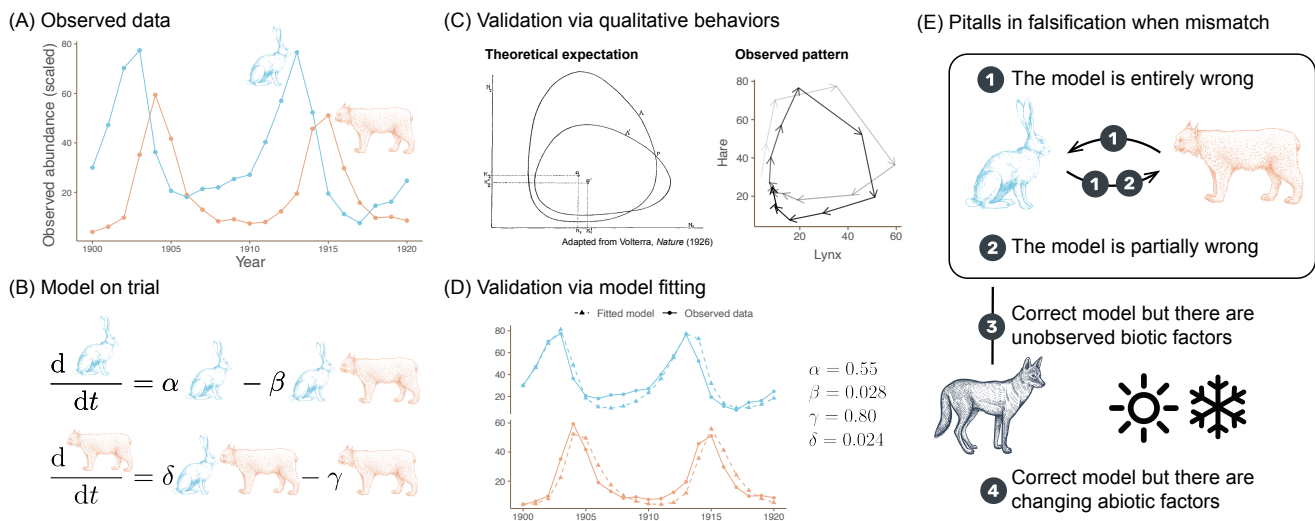 (A) Observed data
Observed abundance (scaled)
80
60
40
20
1900
1905
1910
1915
1920
Year
(B) Model on trial
d
dt
= α
− β
d
dt
= δ
− γ
(C) Validation via qualitative behaviors
Theoretical expectation
A
A'
P
Adapted from Volterra, Nature (1926)
Observed pattern
Hare
80
60
40
20
20
40
60
Lynx
(D) Validation via model fitting
Fitted model
Observed data
80
60
40
20
60
40
20
1900
1905
1910
1915
1920
α = 0.55
β = 0.028
γ = 0.80
δ = 0.024
(E) Pitalls in falsification when mismatch
1 The model is entirely wrong
1
1 2
2 The model is partially wrong
3 Correct model but there are
unobserved biotic factors
4 Correct model but there are
changing abiotic factors